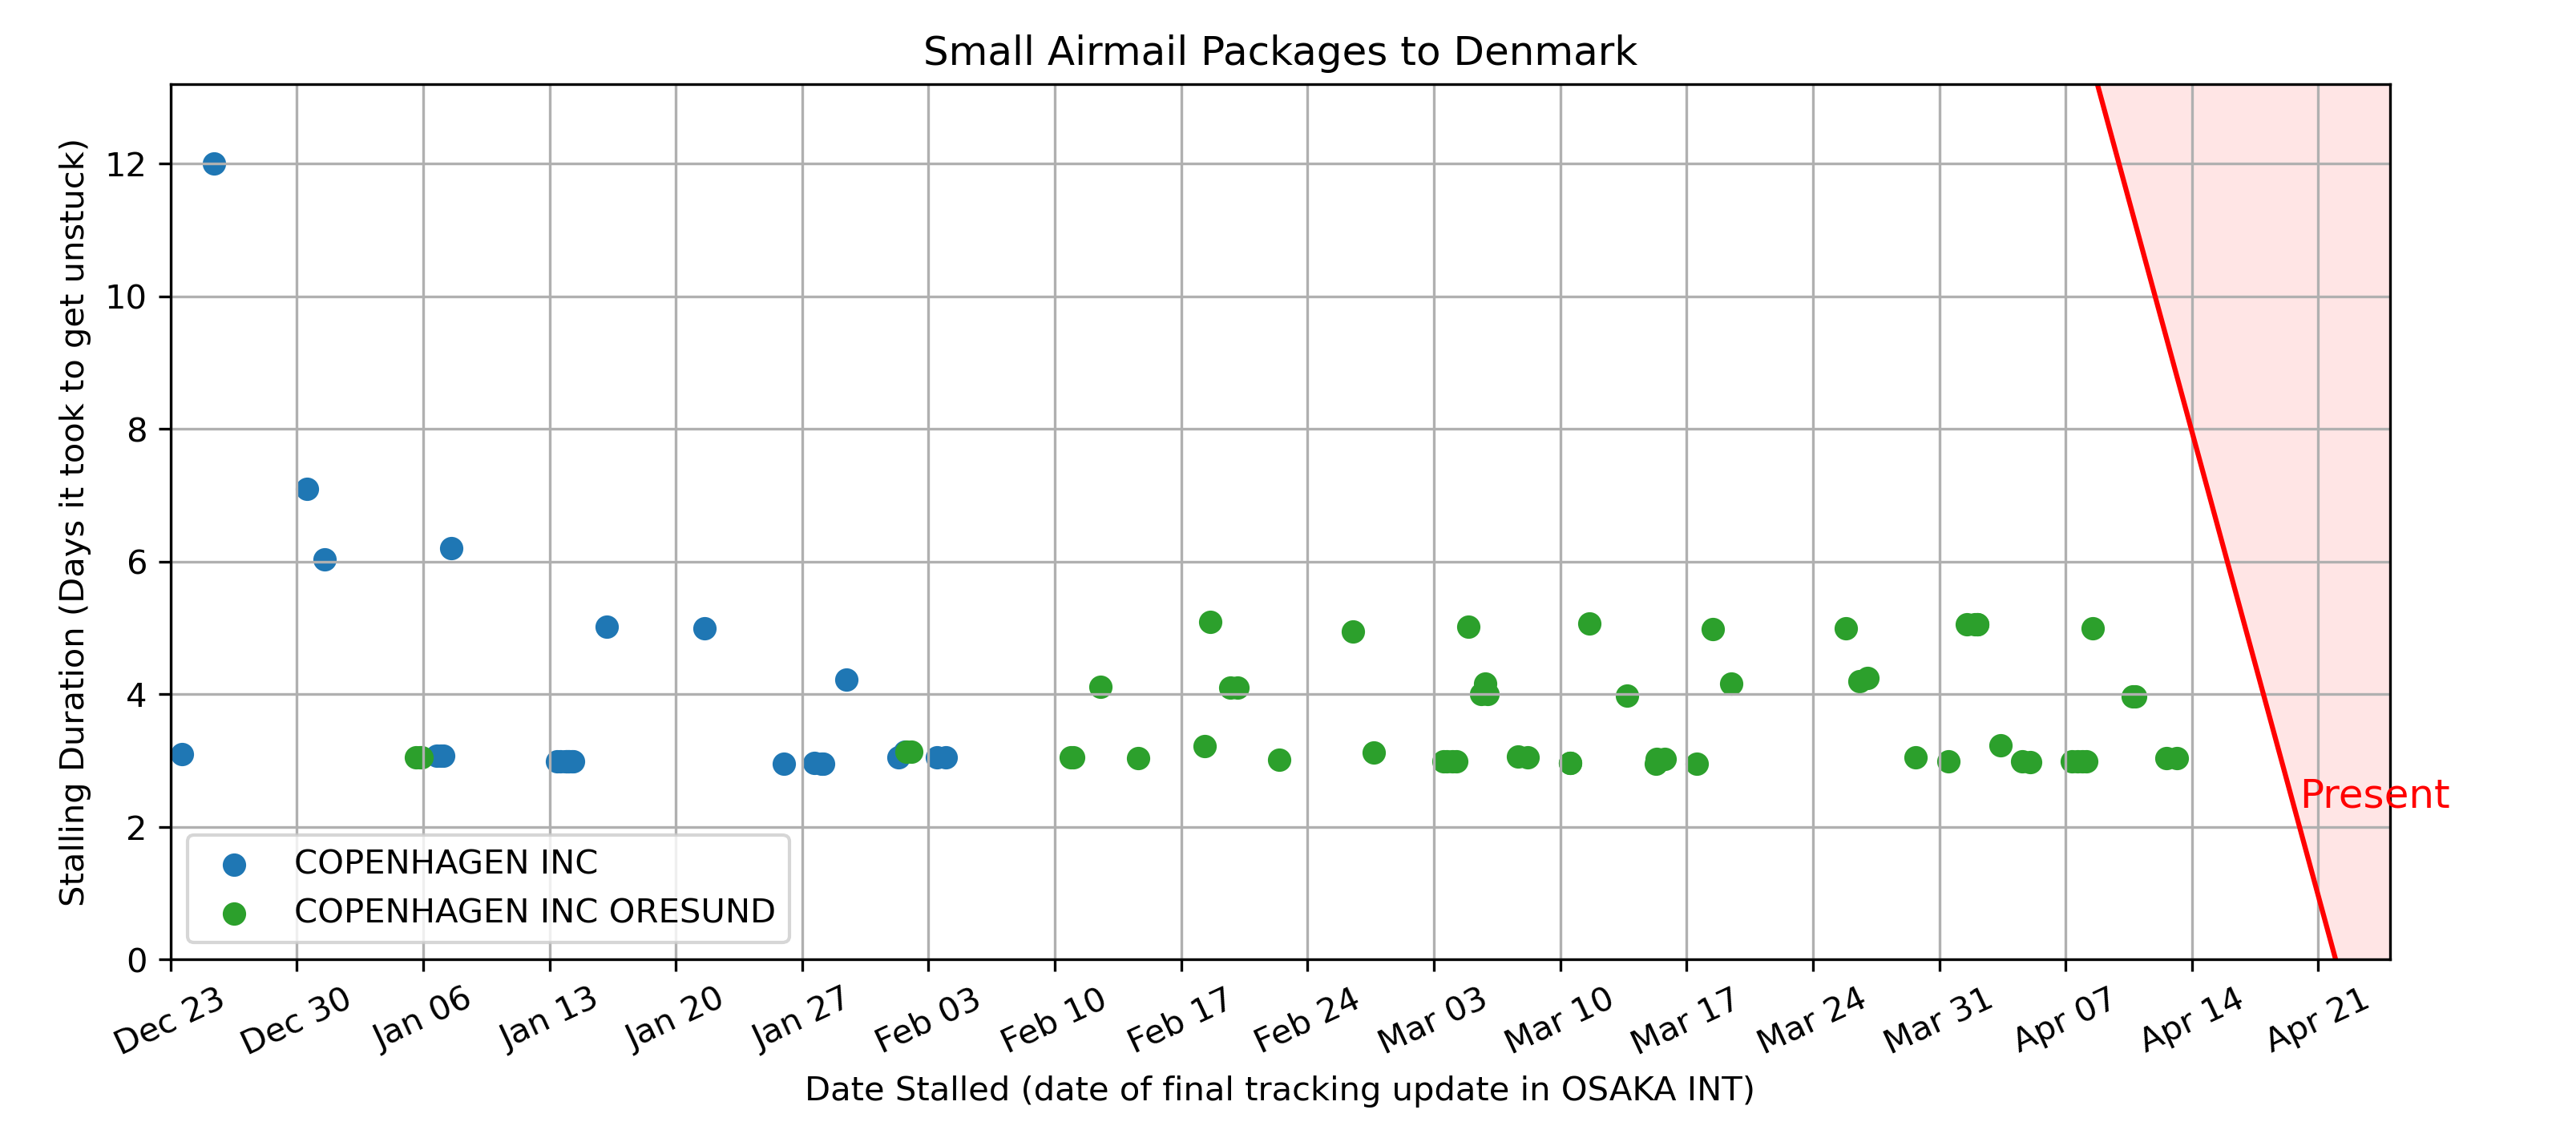 Small Airmail Packages to Denmark
Stalling Duration (Days it took to get unstuck)
12
10
8
6
4
2
0
Present
COPENHAGEN INC
COPENHAGEN INC ORESUND
Dec 23
Dec 30
Jan 06
Jan 13
Jan 20
Jan 27
Feb 03
Feb 10
Feb 17
Feb 24
Mar 03
Mar 10
Mar 17
Mar 24
Mar 31
Apr 07
Apr 14
Apr 21
Date Stalled (date of final tracking update in OSAKA INT)